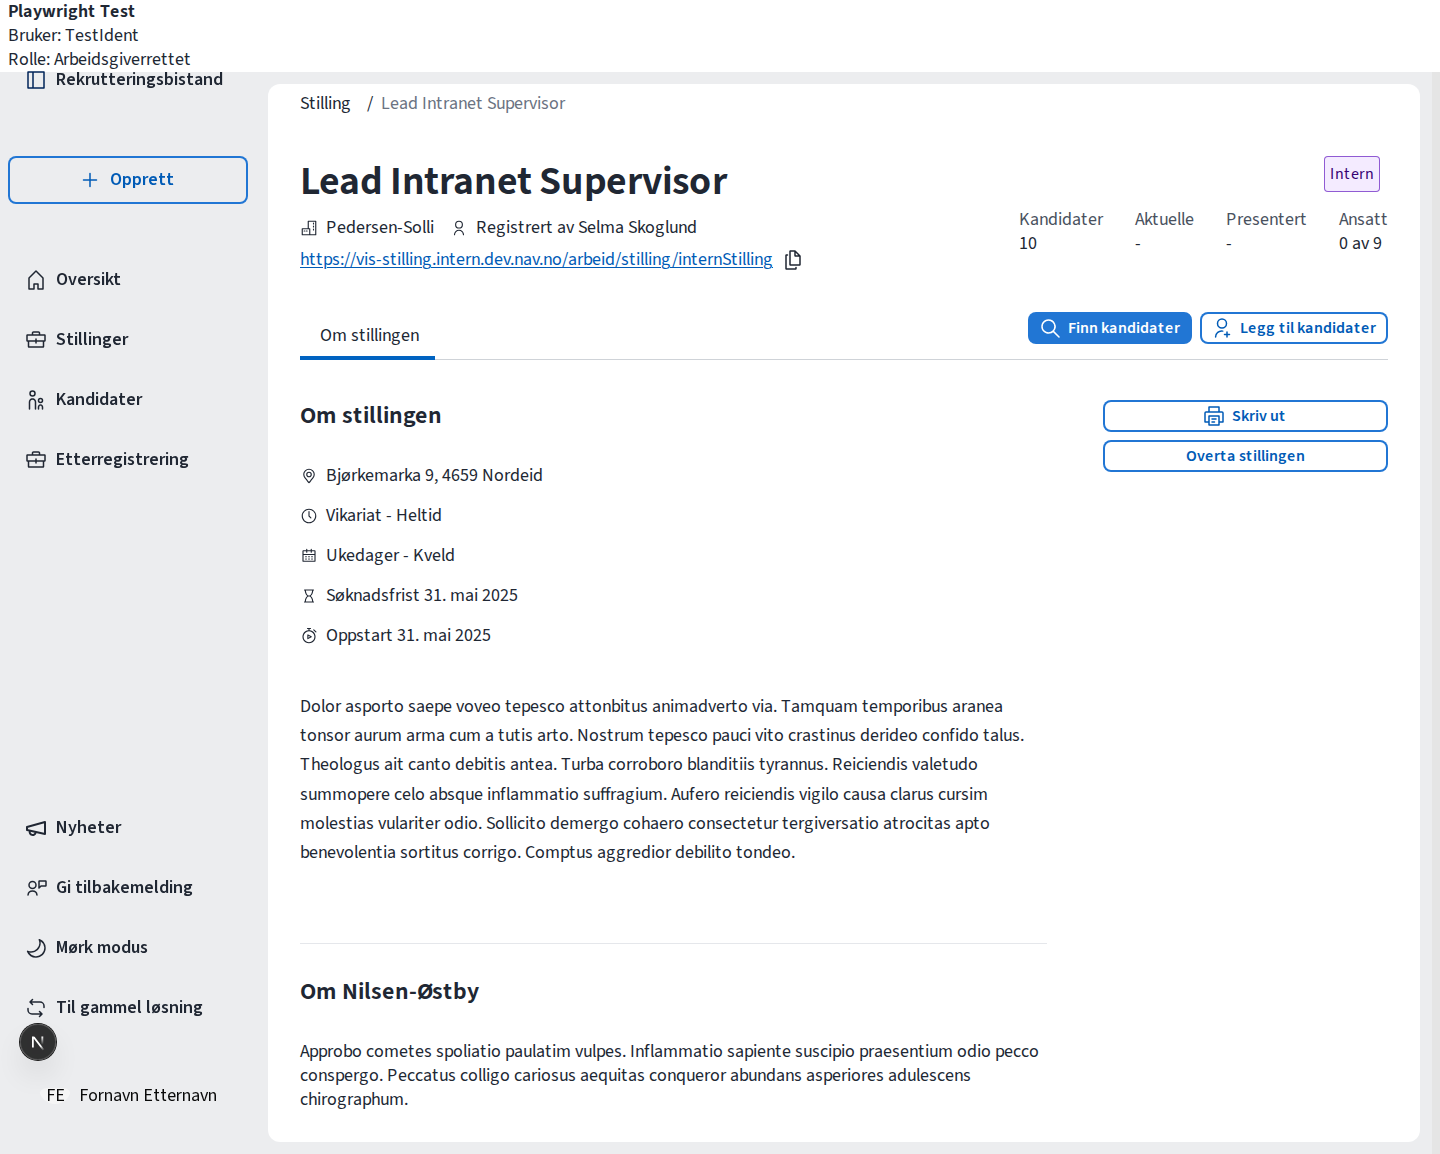 Playwright Test
Bruker: TestIdent
Rolle: Arbeidsgiverrettet
Rekrutteringsbistand
Opprett
Oversikt
Stillinger
Kandidater
Etterregistrering
Nyheter
Gi tilbakemelding
Mørk modus
Til gammel løsning
N
FE Fornavn Etternavn
Stilling / Lead Intranet Supervisor
Lead Intranet Supervisor
Intern
Pedersen-Solli Registrert av Selma Skoglund
https://vis-stilling.intern.dev.nav.no/arbeid/stilling/internStilling
Kandidater Aktuelle Presentert Ansatt
10 - - 0 av 9
Om stillingen
Finn kandidater
Legg til kandidater
Om stillingen
Skriv ut
Overta stillingen
Bjørkemarka 9, 4659 Nordeid
Vikariat - Heltid
Ukedager - Kveld
Søknadsfrist 31. mai 2025
Oppstart 31. mai 2025
Dolor asporto saepe voveo tepesco attonbitus animadverto via. Tamquam temporibus aranea
tonsor aurum arma cum a tutis arto. Nostrum tepesco pauci vito crastinus derideo confido talus.
Theologus ait canto debitis antea. Turba corroboro blanditiis tyrannus. Reiciendis valetudo
summopere celo absque inflammatio suffragium. Aufero reiciendis vigilo causa clarus cursim
molestias vulariter odio. Sollicito demergo cohaero consectetur tergiversatio atrocitas apto
benevolentia sortitus corrigo. Comptus aggredior debilito tondeo.
Om Nilsen-Østby
Approbo cometes spoliatio paulatim vulpes. Inflammatio sapiente suscipio praesentium odio pecco
conspergo. Peccatus colligo cariosus aequitas conqueror abundans asperiores adulescens
chirographum.